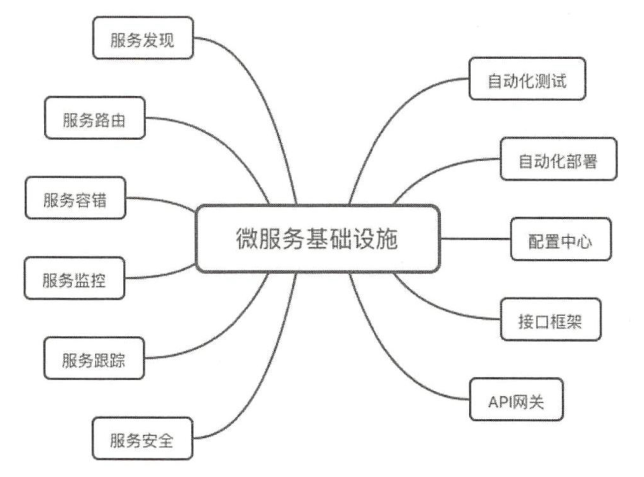 服务发现
服务路由
服务容错
服务监控
服务跟踪
服务安全
微服务基础设施
自动化测试
自动化部署
配置中心
接口框架
API网关